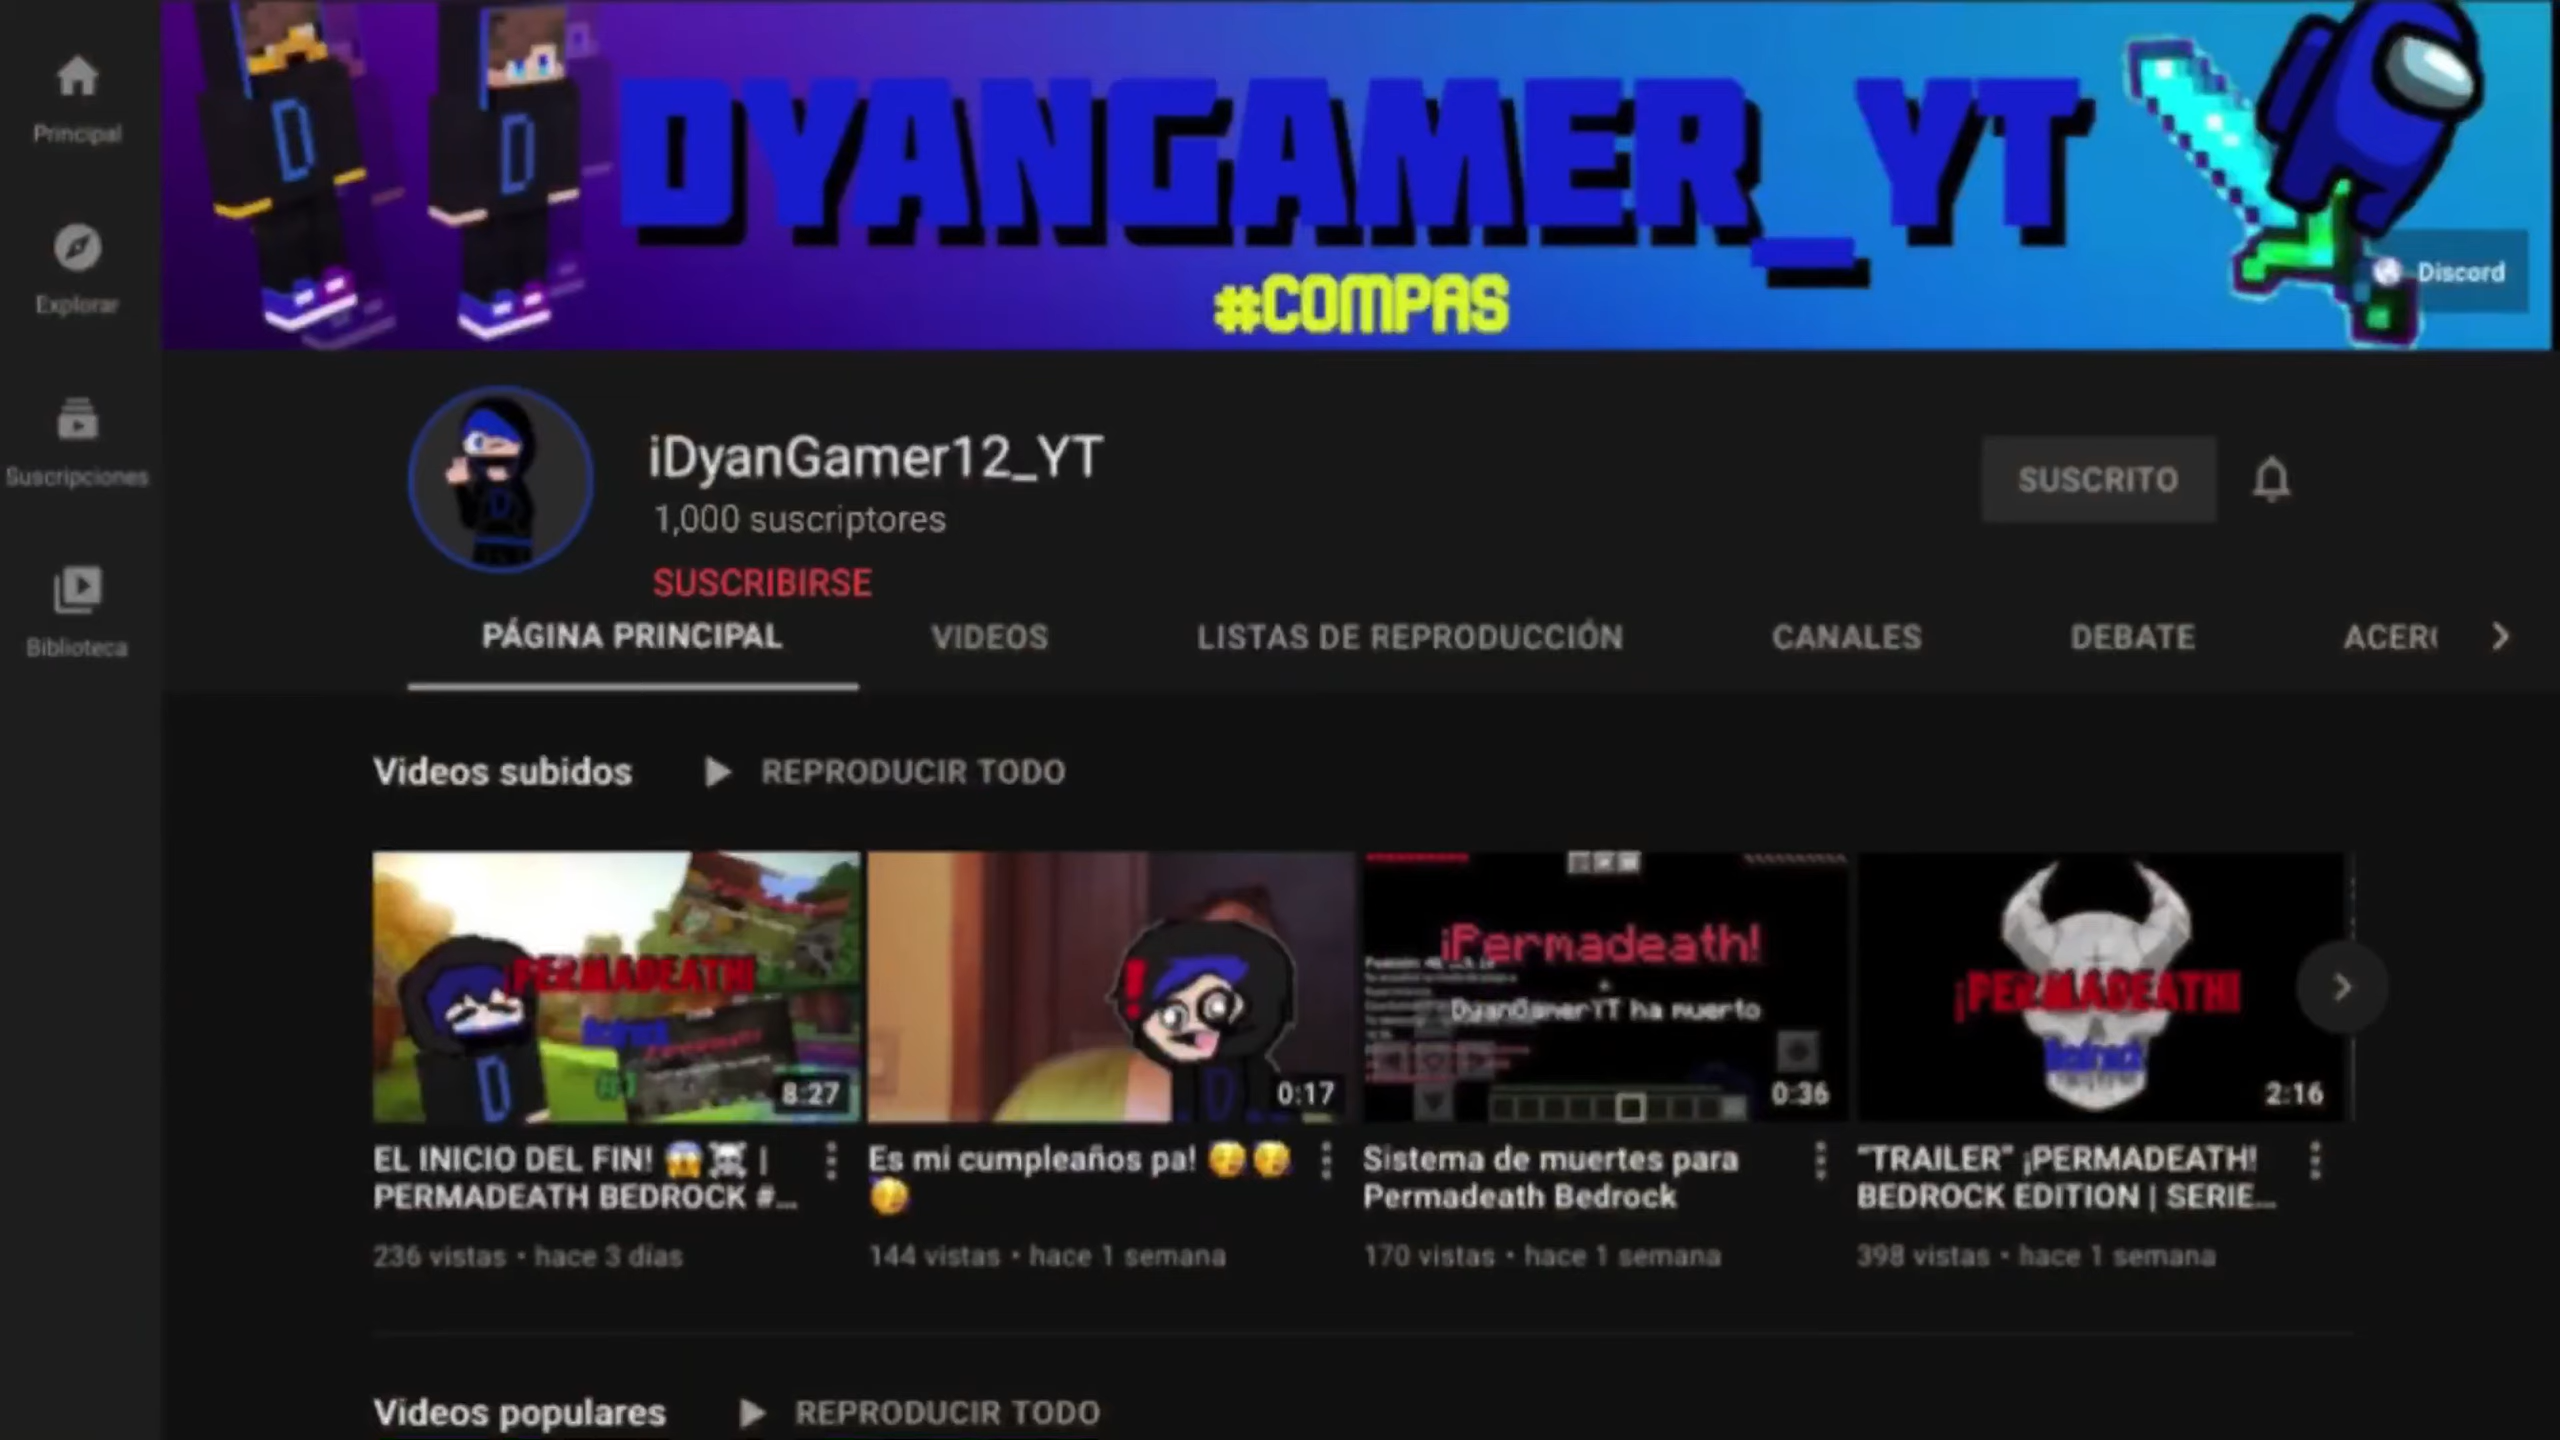 DYANGAMER_YT
#COMPAS
Discord
Principal
Explorar
Suscripciones
Biblioteca
iDyanGamer12_YT
1,000 suscriptores
SUSCRIBIRSE
SUSCRITO
PÁGINA PRINCIPAL
VIDEOS
LISTAS DE REPRODUCCIÓN
CANALES
DEBATE
ACER
Videos subidos
REPRODUCIR TODO
¡PERMADEATH!
Bedrock
#1
8:27
EL INICIO DEL FIN! 😱☠️ |
PERMADEATH BEDROCK #...
236 vistas • hace 3 días
0:17
Es mi cumpleaños pa! 🥳🥳
🥳
144 vistas • hace 1 semana
¡Permadeath!
DyanGamerYT ha muerto
0:36
Sistema de muertes para
Permadeath Bedrock
170 vistas • hace 1 semana
¡PERMADEATH!
Bedrock
2:16
“TRAILER” ¡PERMADEATH!
BEDROCK EDITION | SERIE...
398 vistas • hace 1 semana
Videos populares
REPRODUCIR TODO